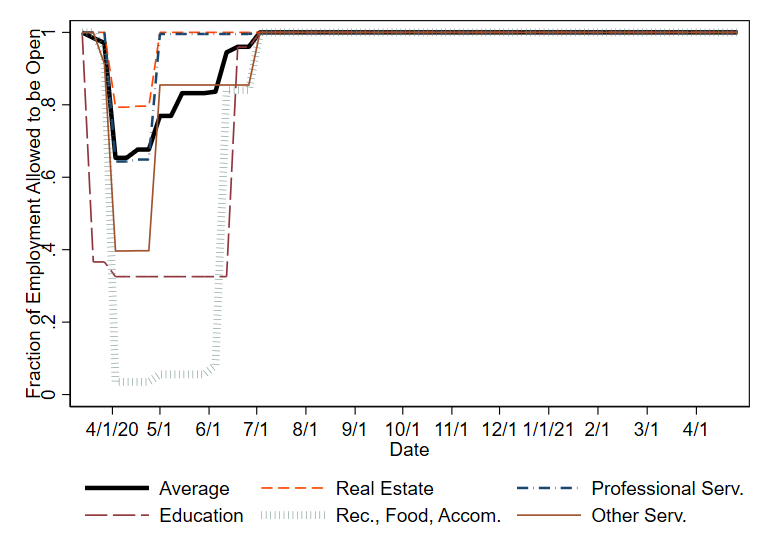 Fraction of Employment Allowed to be Open
1
.8
.6
.4
.2
0
4/1/20 5/1 6/1 7/1 8/1 9/1 10/1 11/1 12/1 1/1/21 2/1 3/1 4/1
Date
Average Real Estate Professional Serv.
Education Rec., Food, Accom. Other Serv.